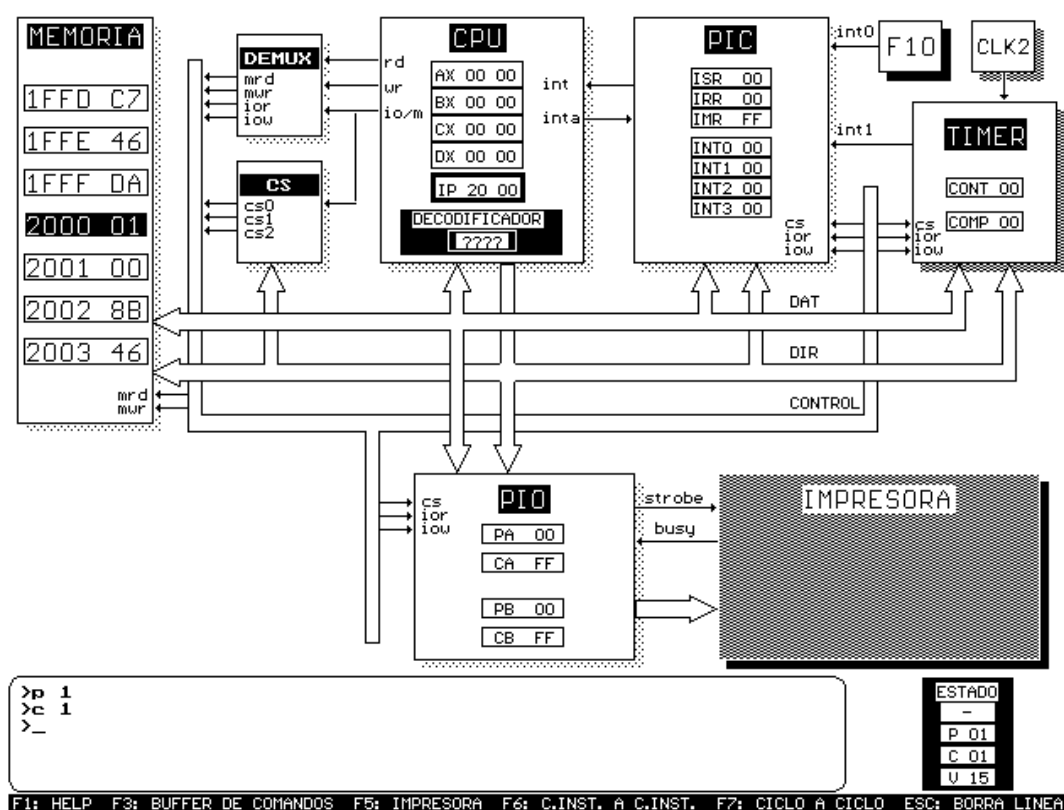 MEMORIA
1FFD C7
1FFE 46
1FFF DA
2000 01
2001 00
2002 8B
2003 46
mrd
mwr
DEMUX
mrd
mwr
ior
iow
CS
cs0
cs1
cs2
CPU
rd
wr
io/m
AX 00 00
BX 00 00
CX 00 00
DX 00 00
IP 20 00
DECODIFICADOR
????
int
inta
PIC
ISR 00
IRR 00
IMR FF
INT0 00
INT1 00
INT2 00
INT3 00
cs
ior
iow
int0
F10
CLK2
int1
TIMER
CONT 00
COMP 00
cs
ior
iow
DAT
DIR
CONTROL
PIO
cs
ior
iow
PA 00
CA FF
PB 00
CB FF
strobe
busy
IMPRESORA
>p 1
>c 1
>_
ESTADO
-
P 01
C 01
V 15
F1: HELP F3: BUFFER DE COMANDOS F5: IMPRESORA F6: C.INST. A C.INST. F7: CICLO A CICLO ESC: BORRA LINEA